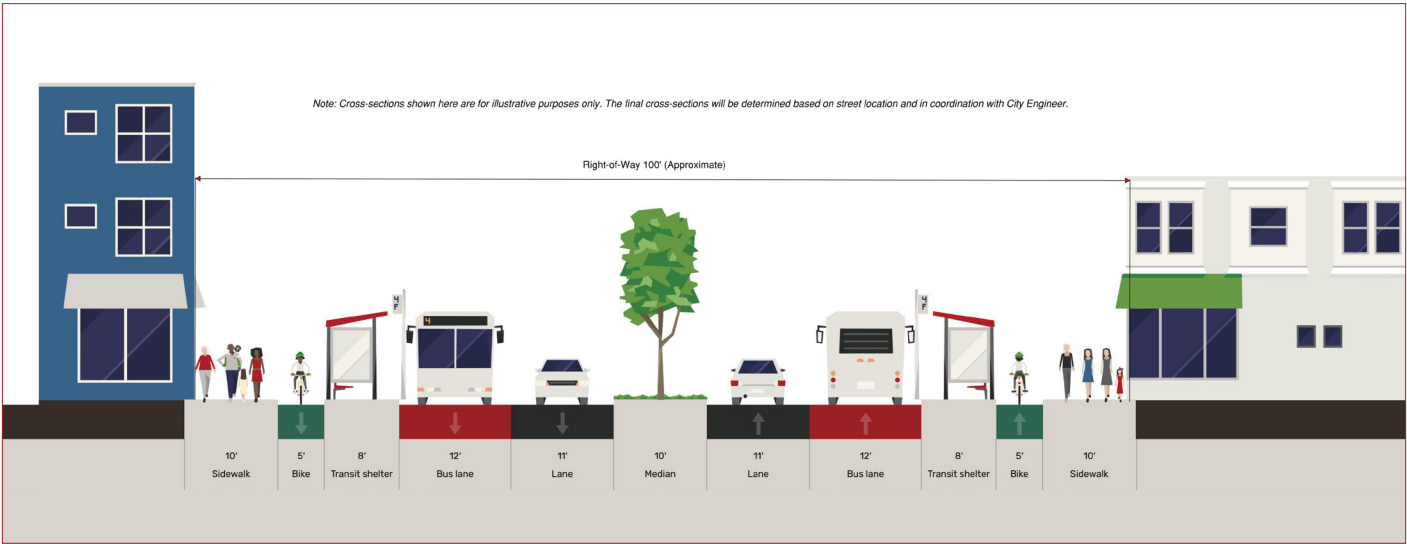 Note: Cross-sections shown here are for illustrative purposes only. The final cross-sections will be determined based on street location and in coordination with City Engineer.
Right-of-Way 100' (Approximate)
4
F
4
4
F
10' 5' 8' 12' 11' 10' 11' 12' 8' 5' 10'
Sidewalk Bike Transit shelter Bus lane Lane Median Lane Bus lane Transit shelter Bike Sidewalk